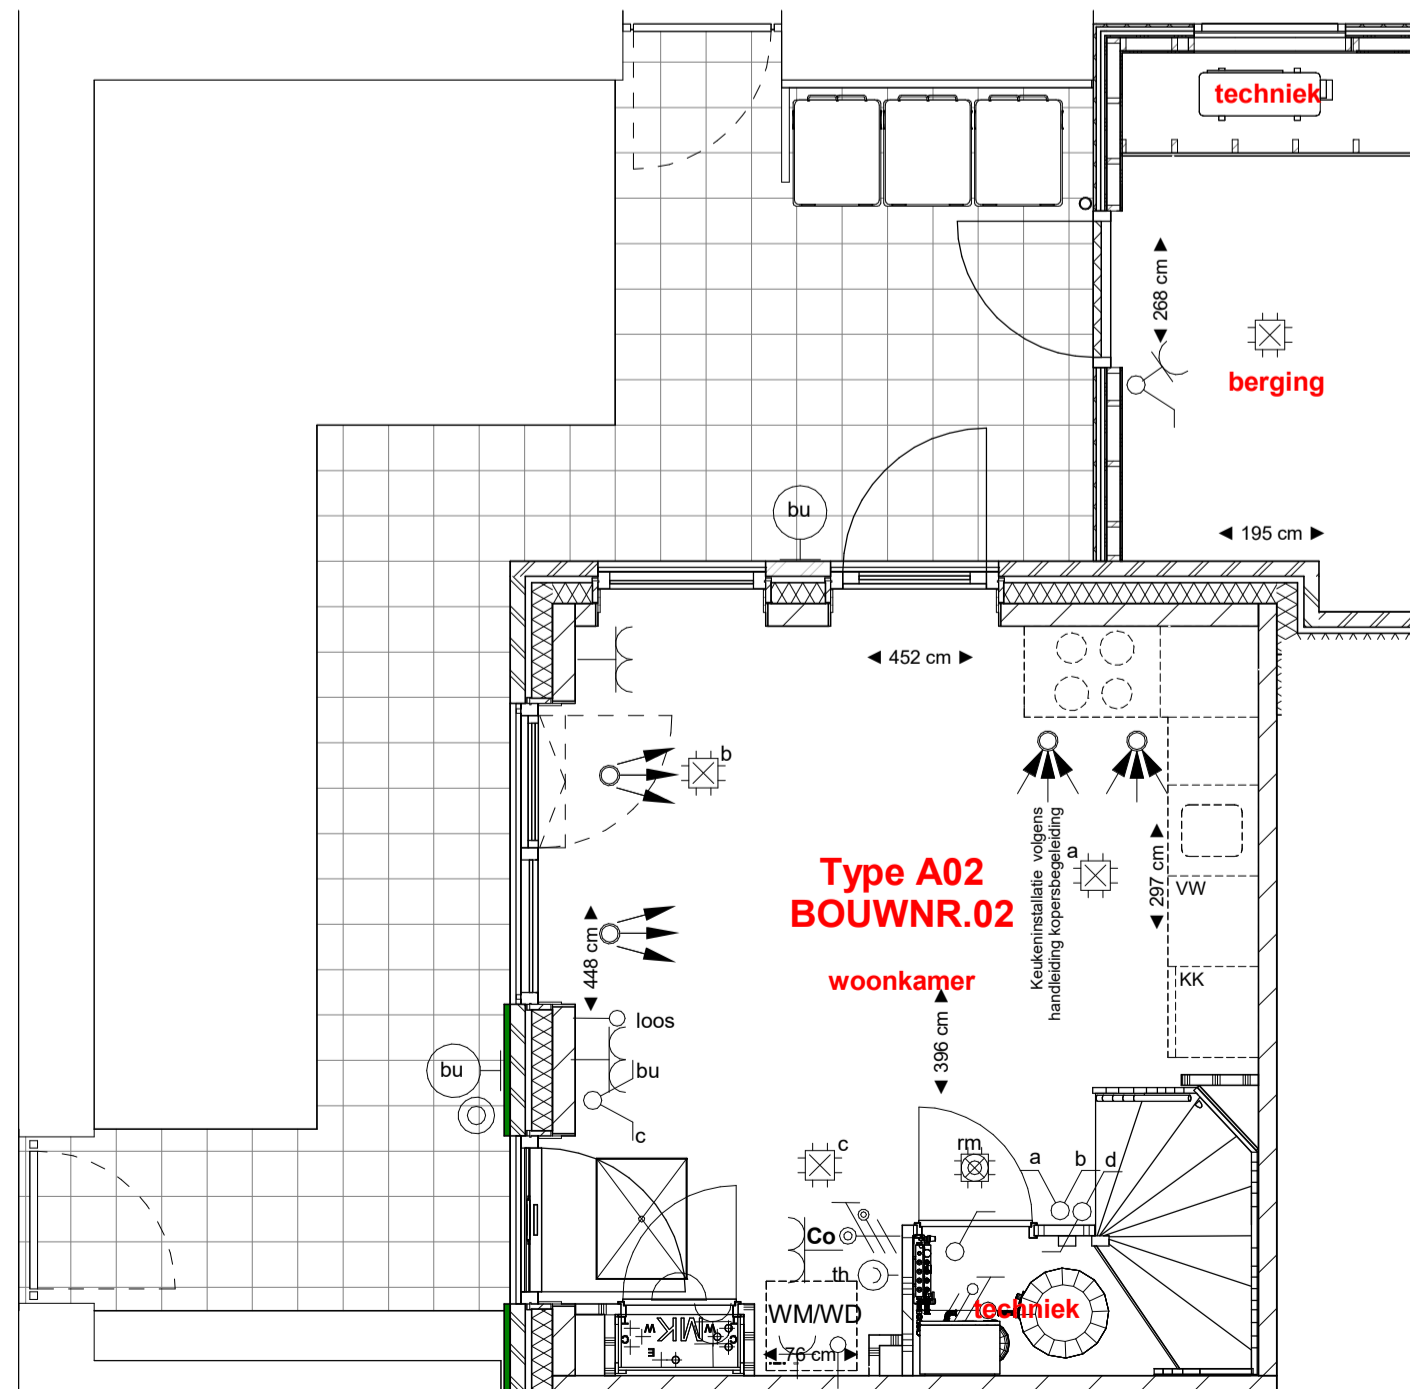 techniek
◄ 268 cm ►
berging
◄ 195 cm ►
bu
◄ 452 cm ►
b
Keukeninstallatie volgens
handleiding kopersbegeleiding
a
◄ 297 cm ►
VW
KK
Type A02
BOUWNR.02
woonkamer
◄ 448 cm ►
◄ 396 cm ►
loos
bu
bu
c
c
rm
a
b
d
Co
th
techniek
WM/WD
◄ 76 cm ►
MK
C
W
W
C
E